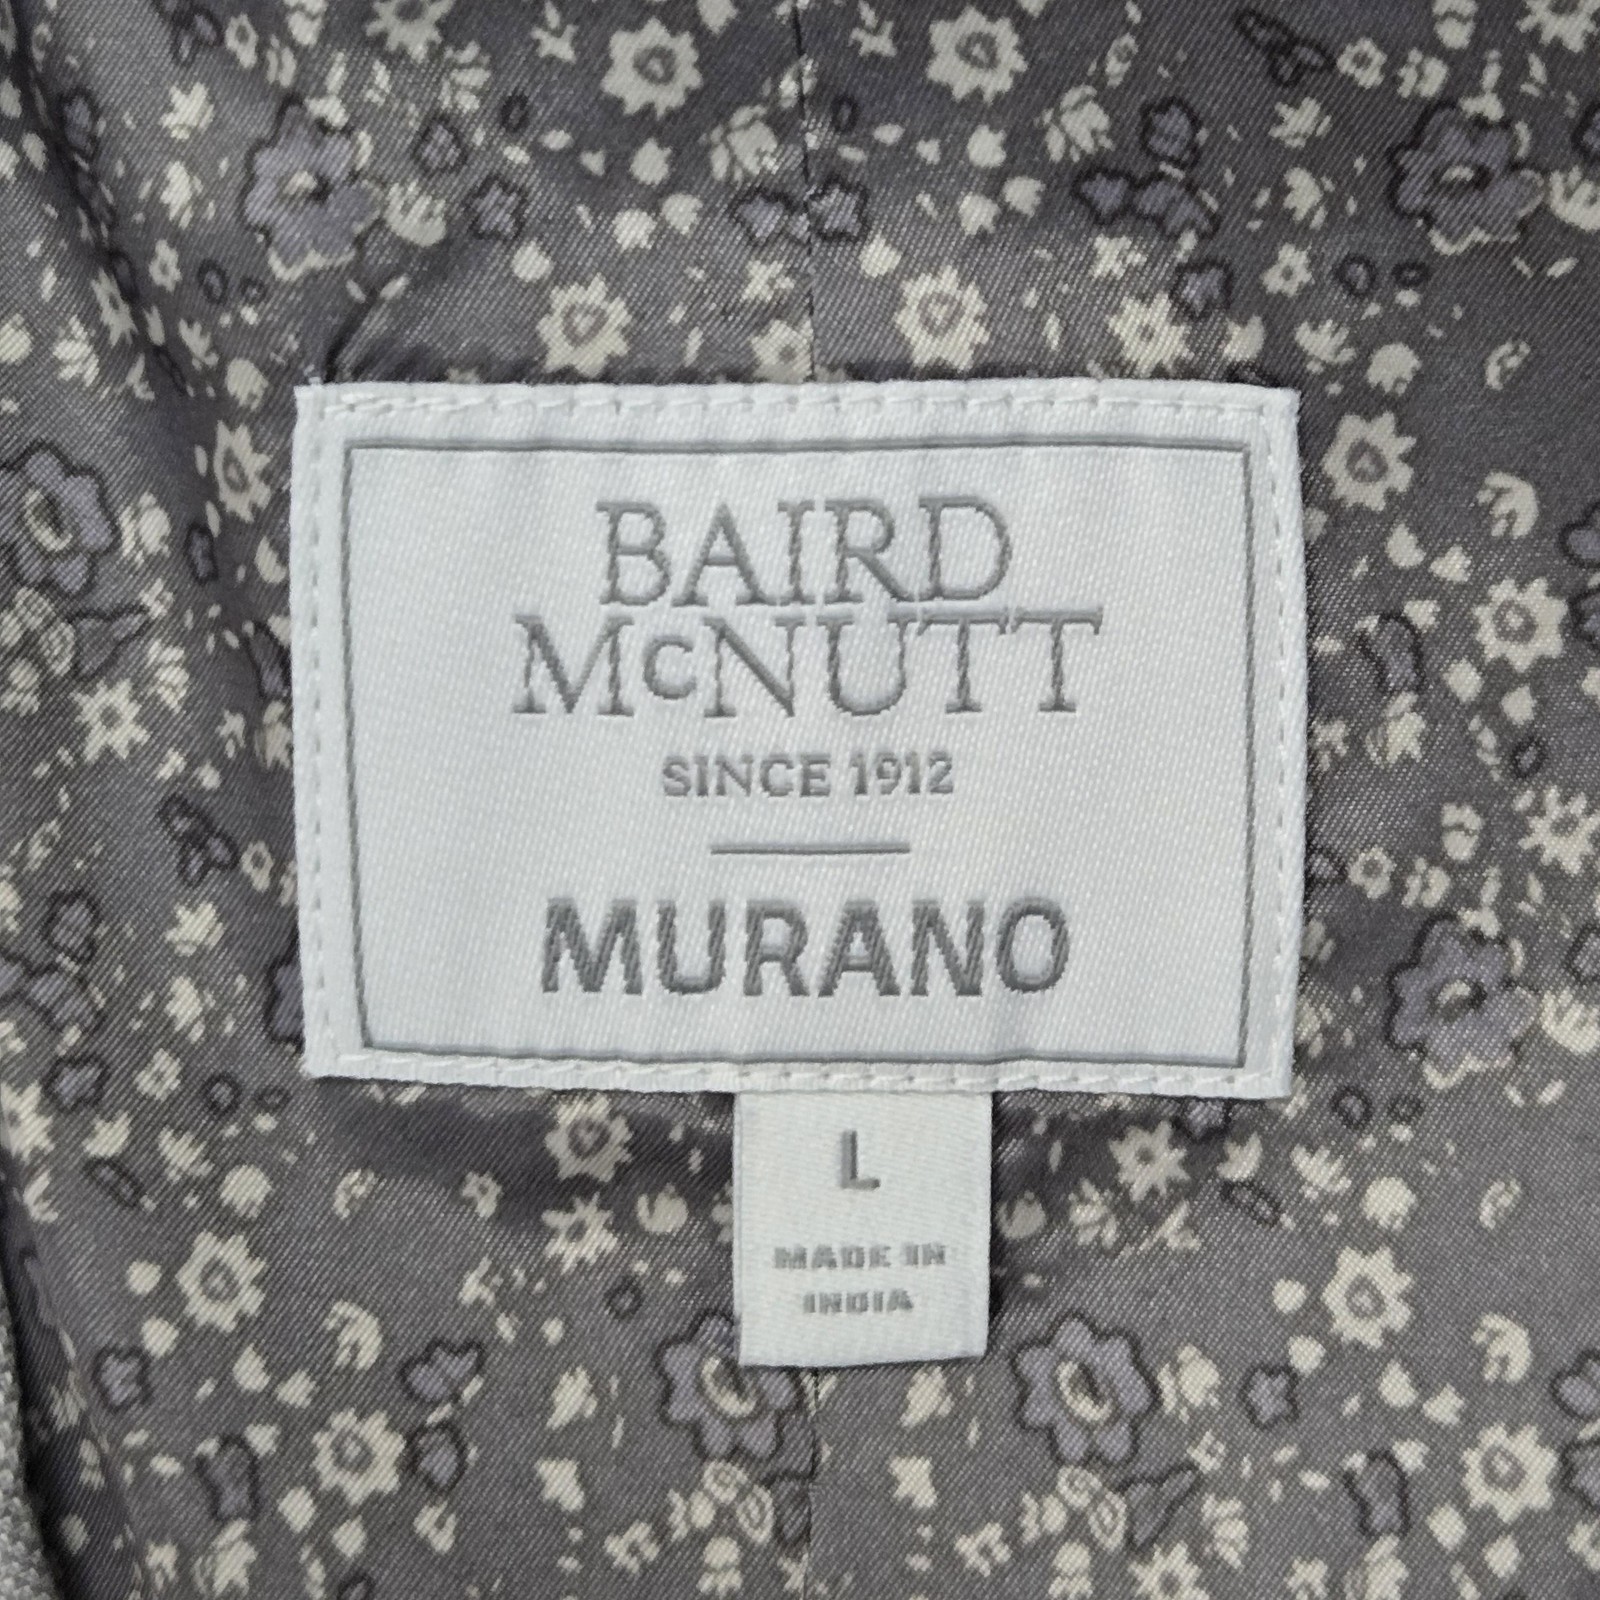 BAIRD
McNUTT
SINCE 1912
MURANO
L
MADE IN
INDIA